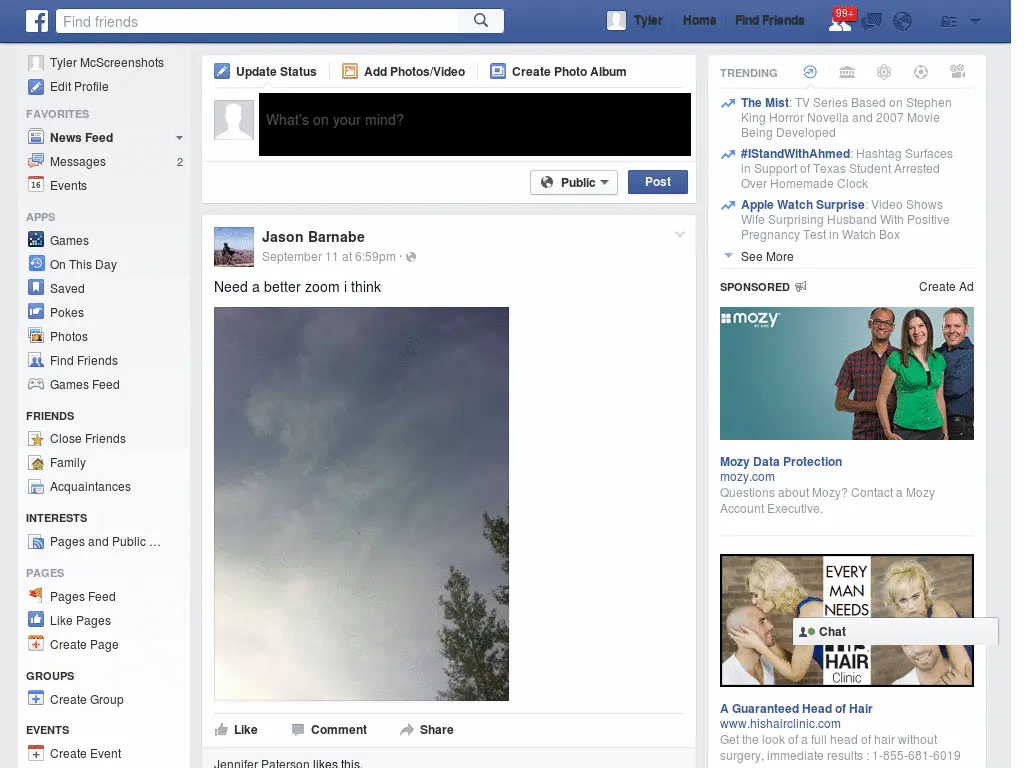 Find friends
Tyler
Home
Find Friends
99+
Tyler McScreenshots
Edit Profile
FAVORITES
News Feed
Messages 2
16 Events
APPS
Games
On This Day
Saved
Pokes
Photos
Find Friends
Games Feed
FRIENDS
Close Friends
Family
Acquaintances
INTERESTS
Pages and Public ...
PAGES
Pages Feed
Like Pages
Create Page
GROUPS
Create Group
EVENTS
Create Event
Update Status
Add Photos/Video
Create Photo Album
What's on your mind?
Public
Post
Jason Barnabe
September 11 at 6:59pm ·
Need a better zoom i think
Like
Comment
Share
Jennifer Paterson likes this.
TRENDING
The Mist: TV Series Based on Stephen
King Horror Novella and 2007 Movie
Being Developed
#IStandWithAhmed: Hashtag Surfaces
in Support of Texas Student Arrested
Over Homemade Clock
Apple Watch Surprise: Video Shows
Wife Surprising Husband With Positive
Pregnancy Test in Watch Box
See More
SPONSORED
Create Ad
mozy
BY EMC
Mozy Data Protection
mozy.com
Questions about Mozy? Contact a Mozy
Account Executive.
EVERY
MAN
NEEDS
HAIR
Clinic
Chat
A Guaranteed Head of Hair
www.hishairclinic.com
Get the look of a full head of hair without
surgery, immediate results : 1-855-681-6019